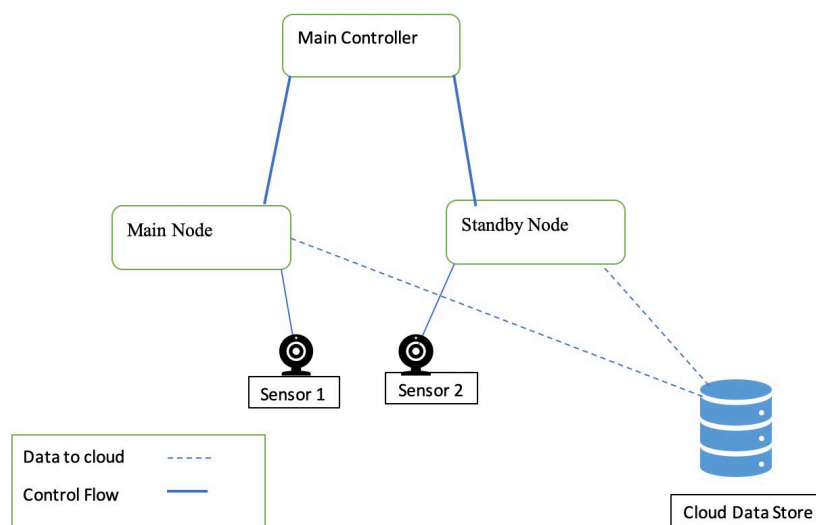 Main Controller
Main Node
Standby Node
Sensor 1
Sensor 2
Data to cloud
Control Flow
Cloud Data Store